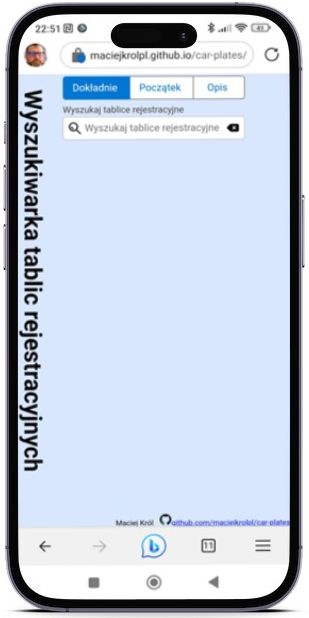 22:51
45
maciejkrolpl.github.io/car-plates/
Dokładnie Początek Opis
Wyszukaj tablice rejestracyjne
Wyszukaj tablice rejestracyjne
Wyszukiwarka tablic rejestracyjnych
Maciej Król github.com/maciejkrolpl/car-plates
11